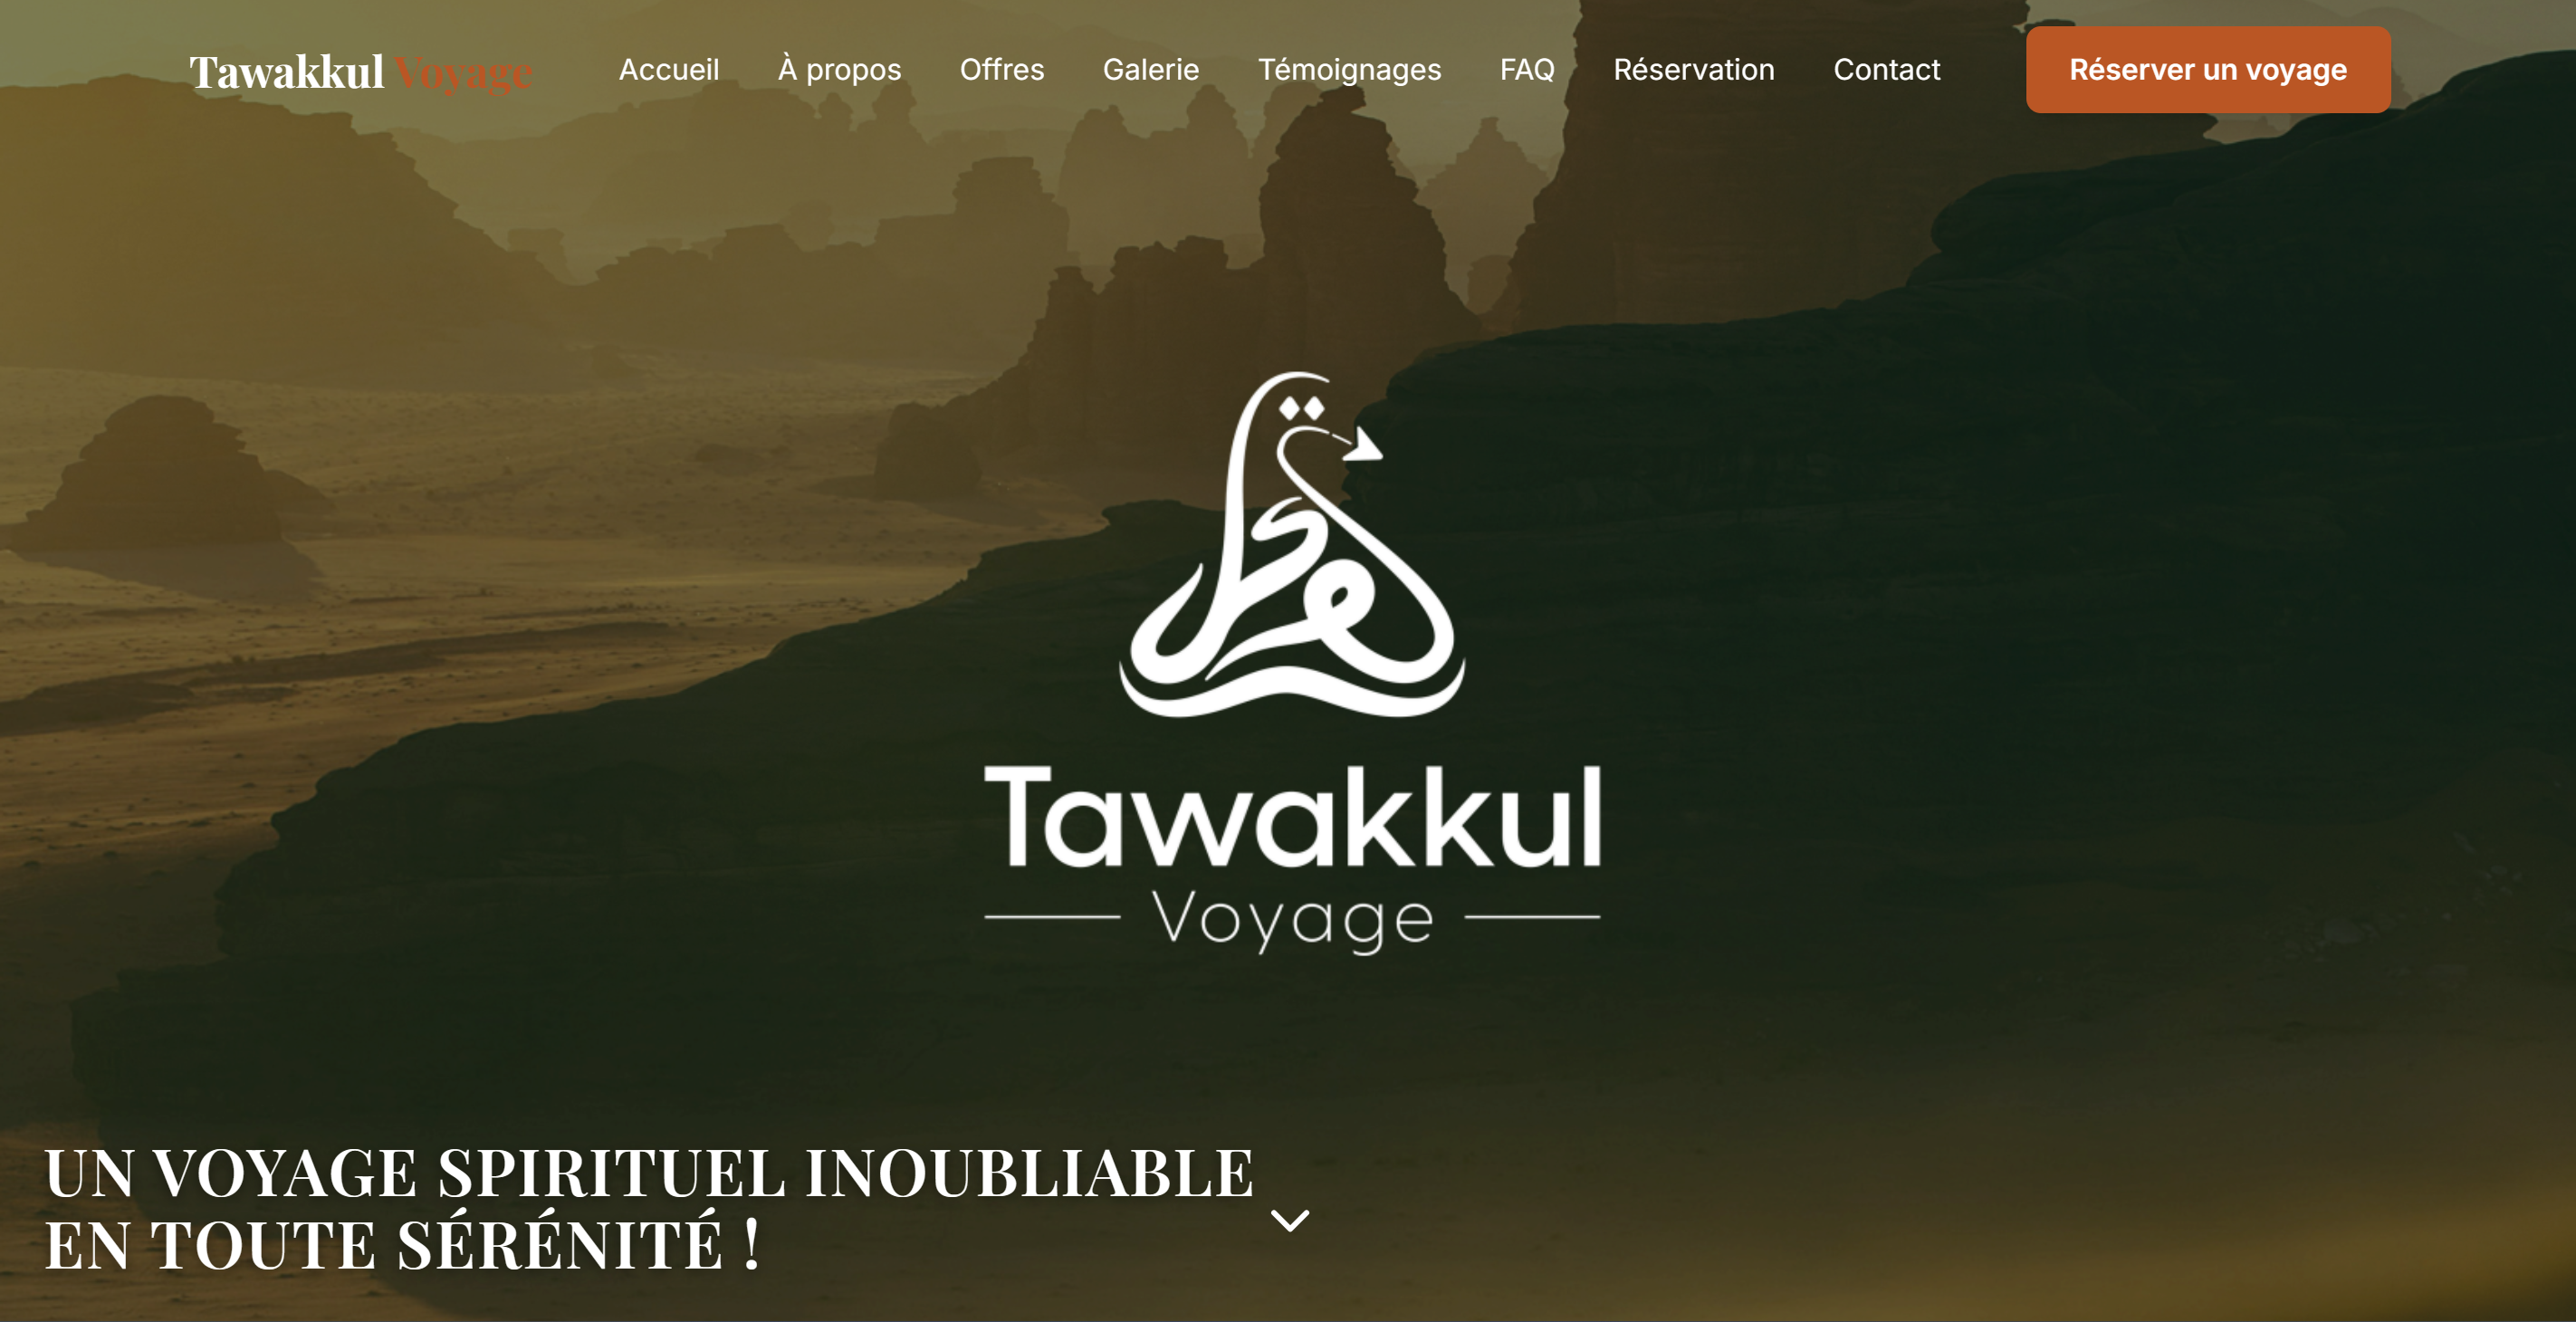 Tawakkul Voyage
Accueil
À propos
Offres
Galerie
Témoignages
FAQ
Réservation
Contact
Réserver un voyage
Tawakkul
Voyage
UN VOYAGE SPIRITUEL INOUBLIABLE
EN TOUTE SÉRÉNITÉ !